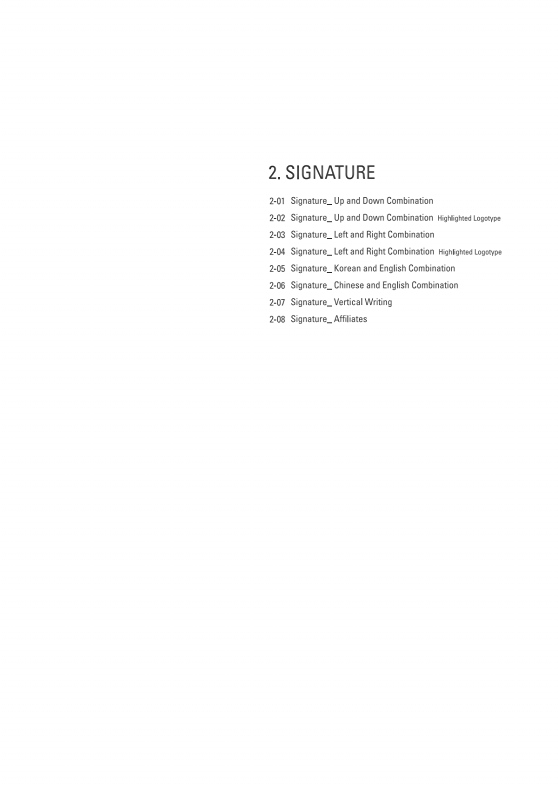 2. SIGNATURE
2-01 Signature_ Up and Down Combination
2-02 Signature_ Up and Down Combination Highlighted Logotype
2-03 Signature_ Left and Right Combination
2-04 Signature_ Left and Right Combination Highlighted Logotype
2-05 Signature_ Korean and English Combination
2-06 Signature_ Chinese and English Combination
2-07 Signature_ Vertical Writing
2-08 Signature_ Affiliates